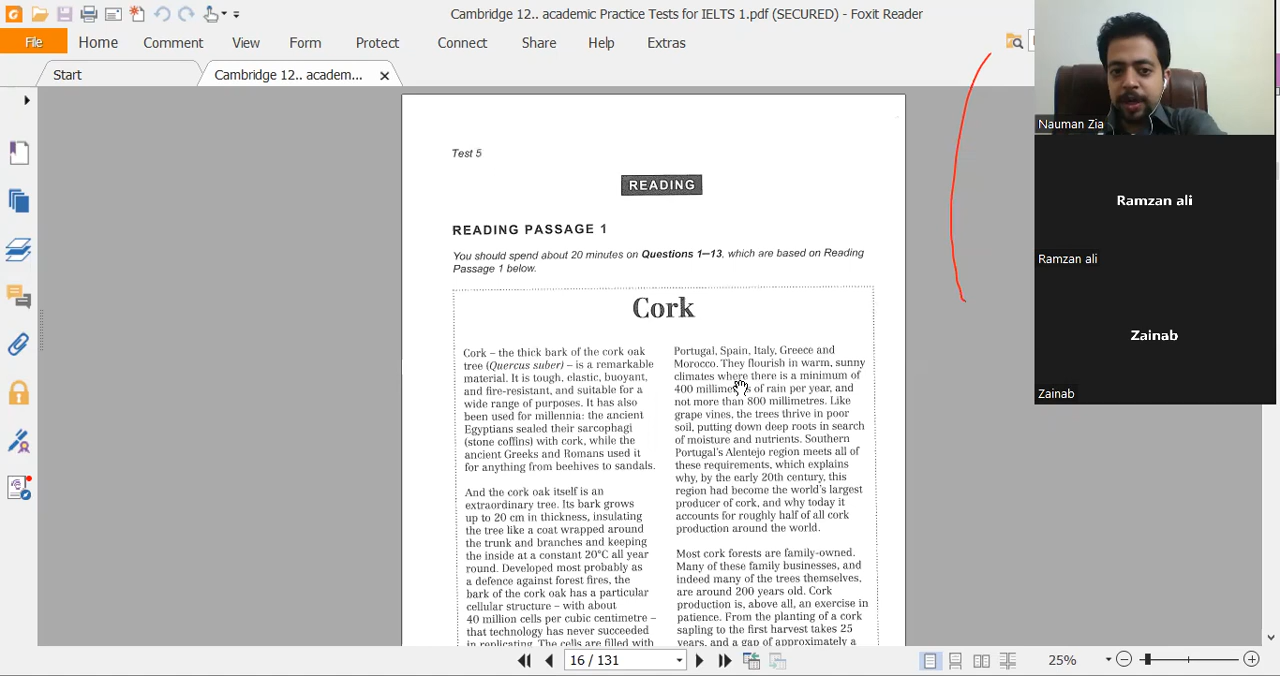 Cambridge 12.. academic Practice Tests for IELTS 1.pdf (SECURED) - Foxit Reader
File Home Comment View Form Protect Connect Share Help Extras
Start
Cambridge 12.. academ...
Test 5
READING
READING PASSAGE 1
You should spend about 20 minutes on Questions 1–13, which are based on Reading
Passage 1 below.
Cork
Cork – the thick bark of the cork oak
tree (Quercus suber) – is a remarkable
material. It is tough, elastic, buoyant,
and fire-resistant, and suitable for a
wide range of purposes. It has also
been used for millennia: the ancient
Egyptians sealed their sarcophagi
(stone coffins) with cork, while the
ancient Greeks and Romans used it
for anything from beehives to sandals.
And the cork oak itself is an
extraordinary tree. Its bark grows
up to 20 cm in thickness, insulating
the tree like a coat wrapped around
the trunk and branches and keeping
the inside at a constant 20°C all year
round. Developed most probably as
a defence against forest fires, the
bark of the cork oak has a particular
cellular structure – with about
40 million cells per cubic centimetre –
that technology has never succeeded
in replicating. The cells are filled with
Portugal, Spain, Italy, Greece and
Morocco. They flourish in warm, sunny
climates where there is a minimum of
400 millimetres of rain per year, and
not more than 800 millimetres. Like
grape vines, the trees thrive in poor
soil, putting down deep roots in search
of moisture and nutrients. Southern
Portugal's Alentejo region meets all of
these requirements, which explains
why, by the early 20th century, this
region had become the world's largest
producer of cork, and why today it
accounts for roughly half of all cork
production around the world.
Most cork forests are family-owned.
Many of these family businesses, and
indeed many of the trees themselves,
are around 200 years old. Cork
production is, above all, an exercise in
patience. From the planting of a cork
sapling to the first harvest takes 25
years, and a gap of approximately a
Nauman Zia
Ramzan ali
Ramzan ali
Zainab
Zainab
16 / 131
25%